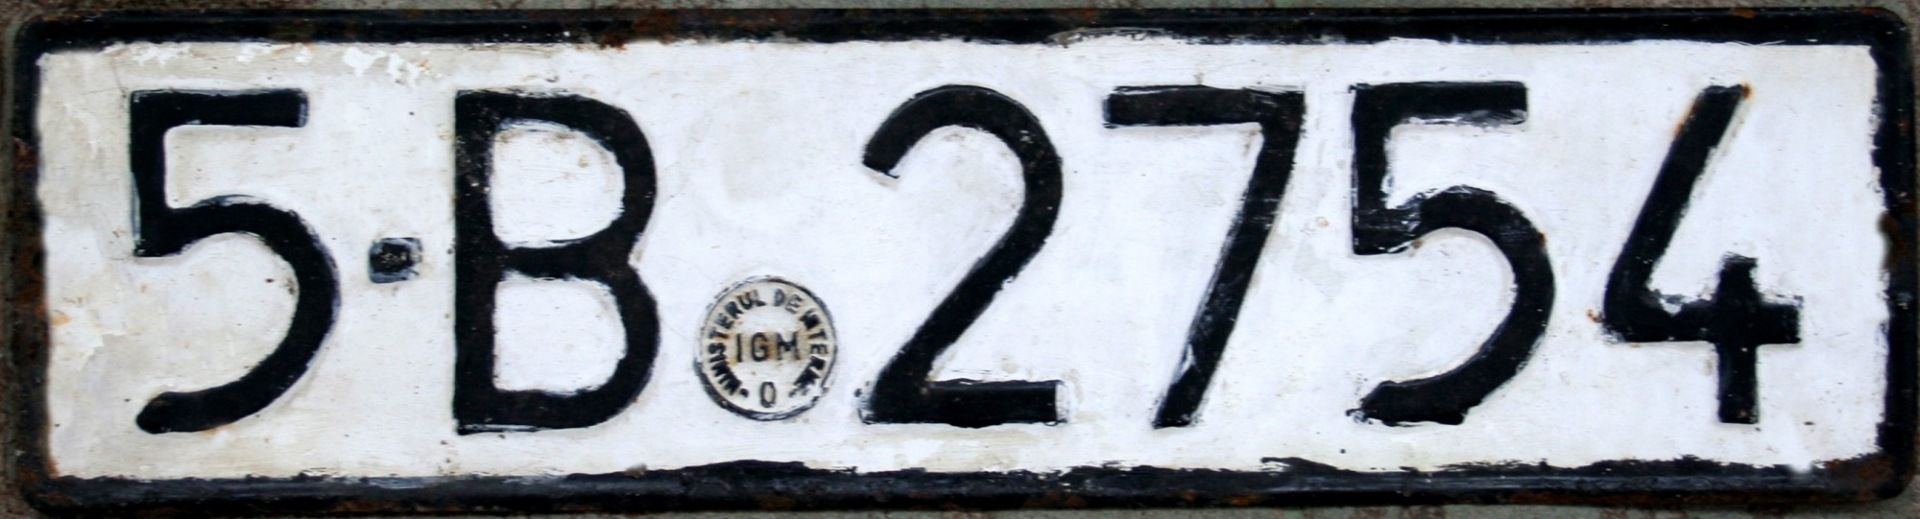 5-B 2754
MINISTERUL DE INTERNE
IGM
0